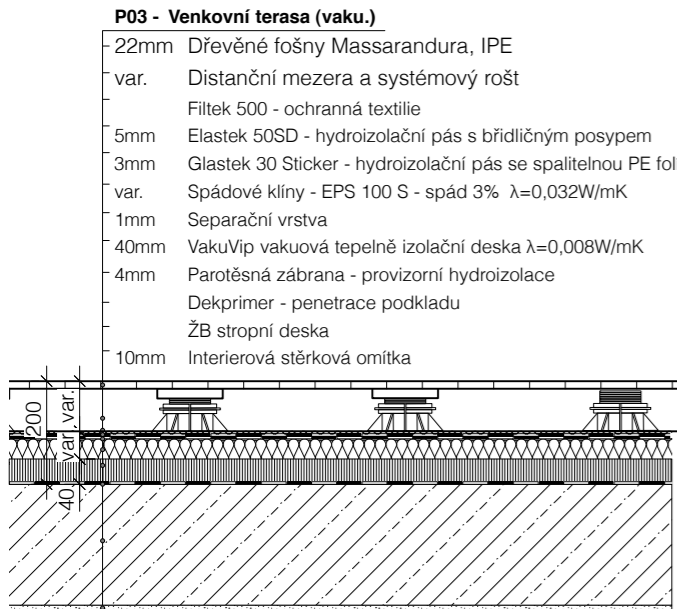 P03 - Venkovní terasa (vaku.)
22mm Dřevěné fošny Massarandura, IPE
var. Distanční mezera a systémový rošt
Filtek 500 - ochranná textilie
5mm Elastek 50SD - hydroizolační pás s břidličným posypem
3mm Glastek 30 Sticker - hydroizolační pás se spalitelnou PE fol
var. Spádové klíny - EPS 100 S - spád 3% λ=0,032W/mK
1mm Separační vrstva
40mm VakuVip vakuová tepelně izolační deska λ=0,008W/mK
4mm Parotěsná zábrana - provizorní hydroizolace
Dekprimer - penetrace podkladu
ŽB stropní deska
10mm Interierová stěrková omítka
200
var.
var.
40